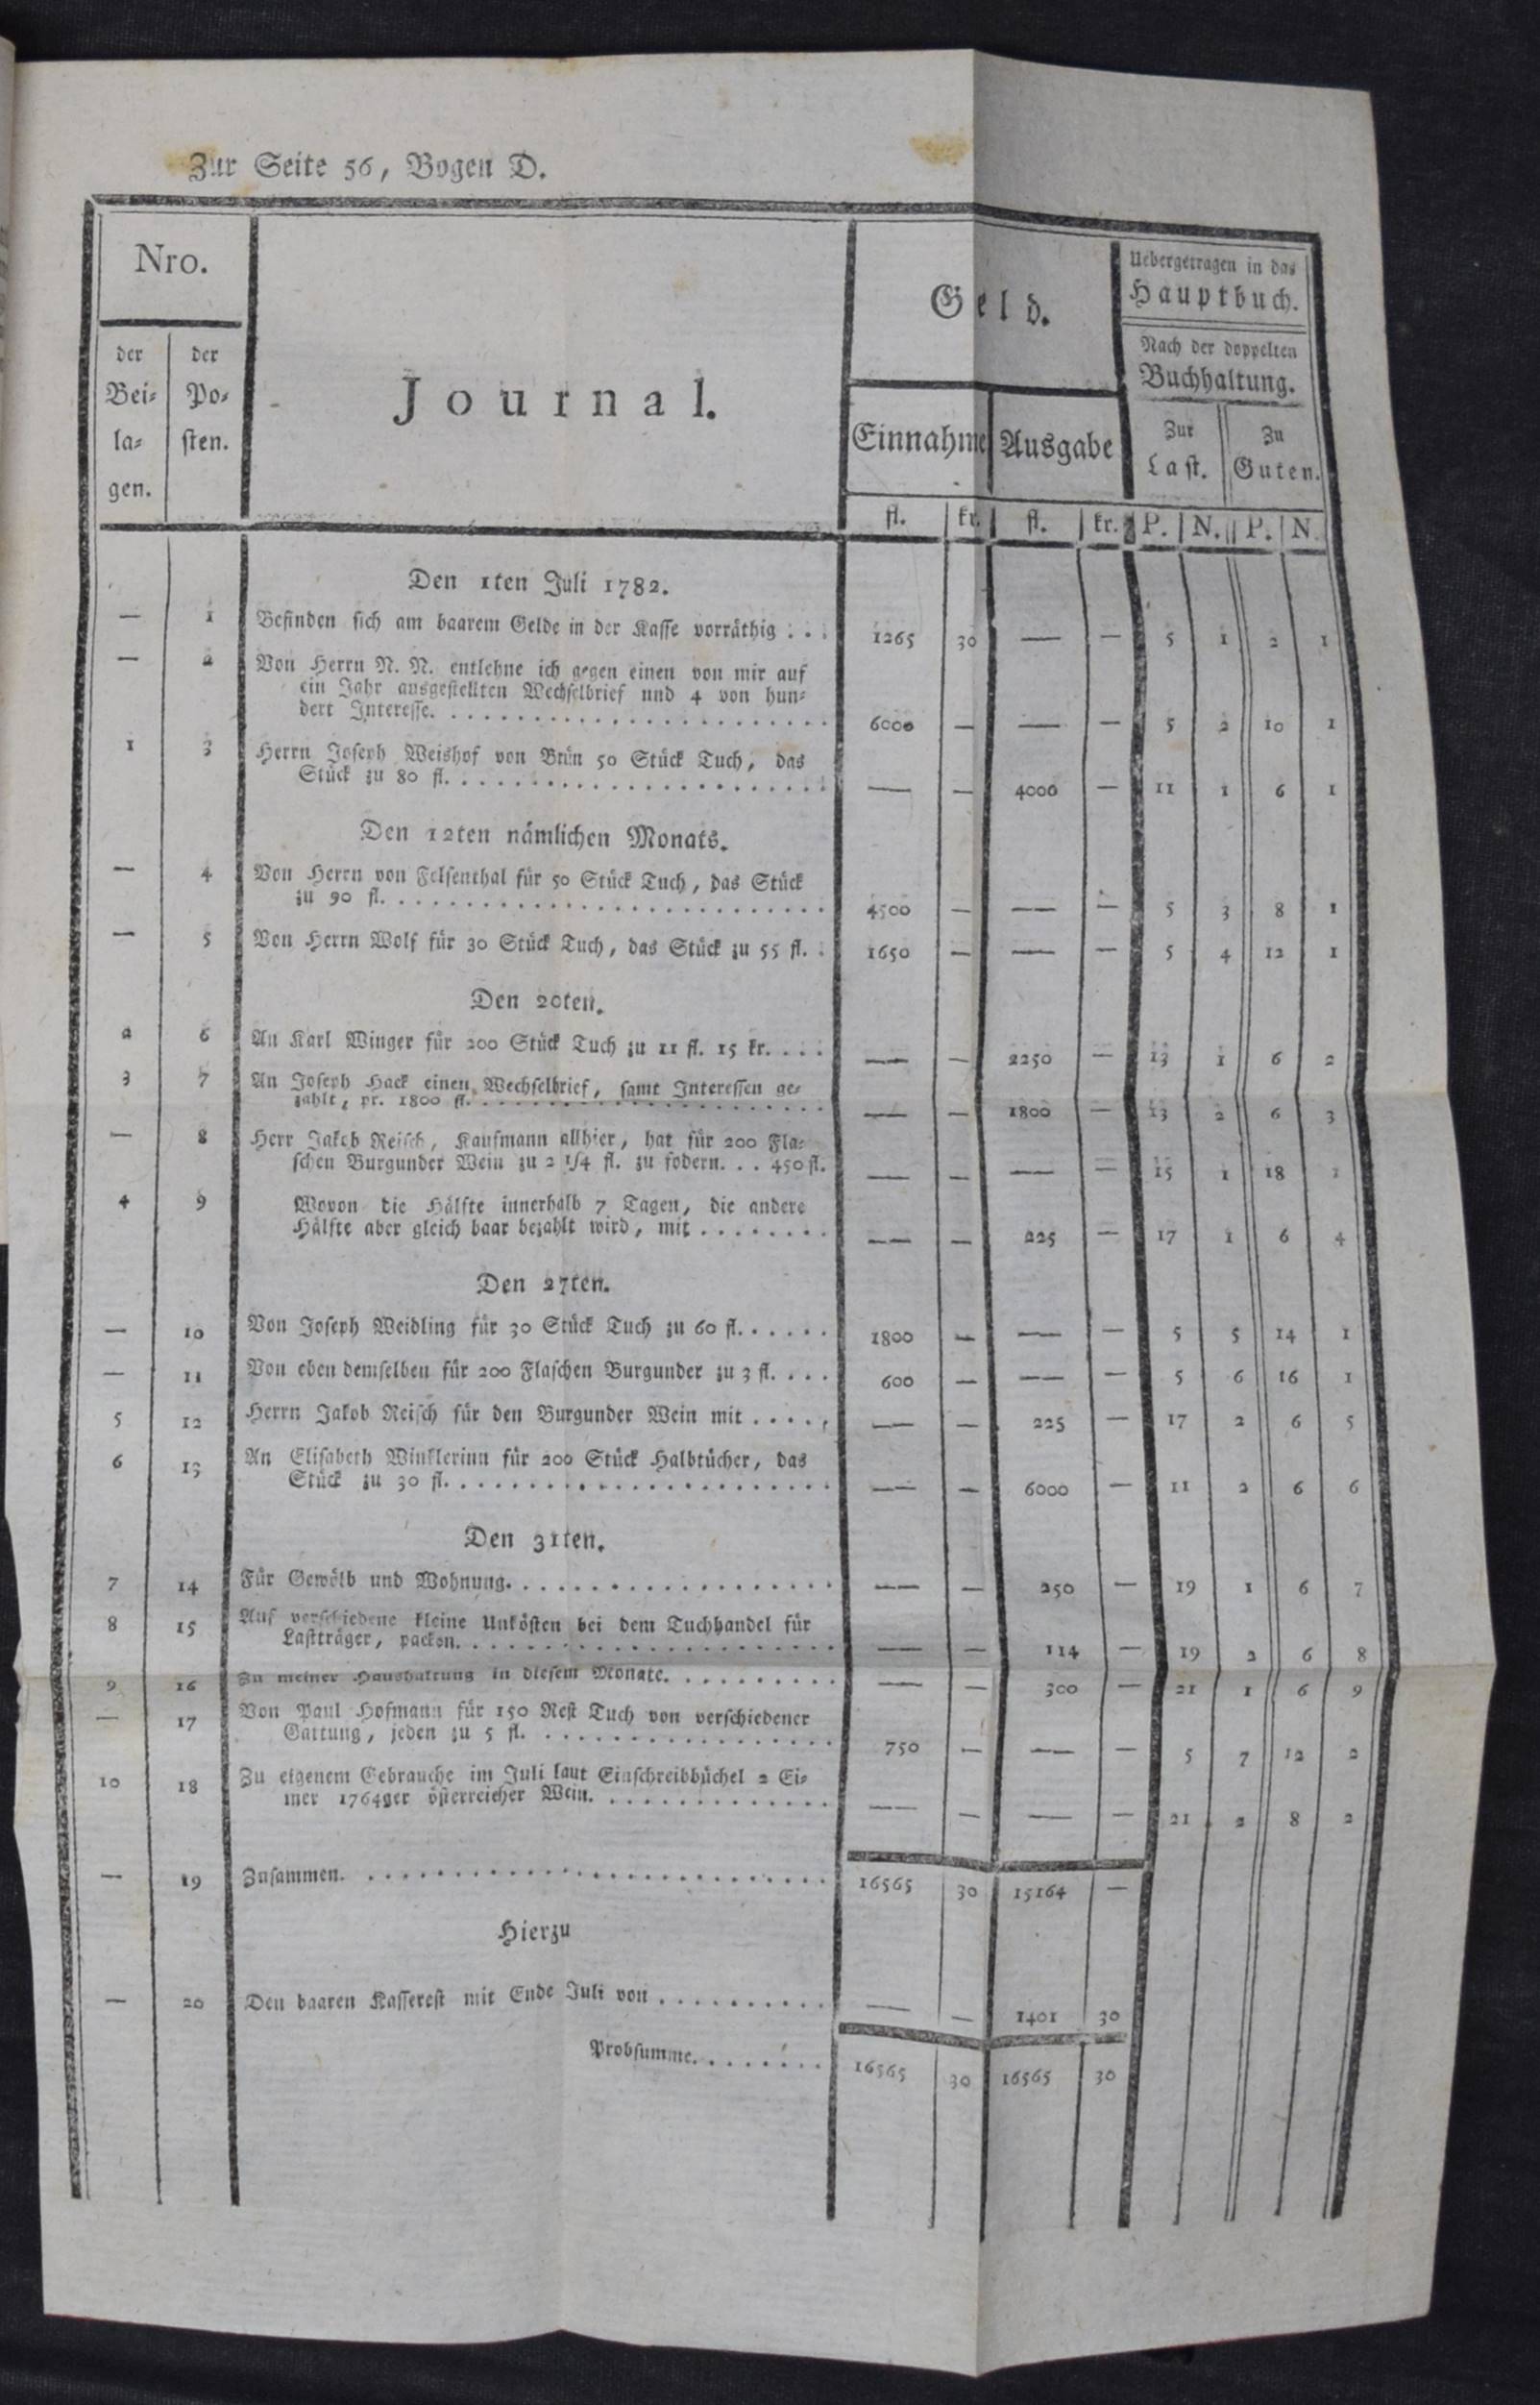 Zur Seite 56, Bogen D.
Nro.
der Bei⸗ la⸗ gen.
der Po⸗ sten.
Journal.
Geld.
Einnahme
Ausgabe
Uebergetragen in das
Hauptbuch.
Nach der doppelten
Buchhaltung.
Zur Last.
Zu Guten.
fl. kr. fl. kr. P. N. P. N.
Den 1ten Juli 1782.
— 1 Befinden sich am baarem Gelde in der Kasse vorräthig . . . 1265 30 — — 5 1 2 1
— 2 Von Herrn N. N. entlehne ich gegen einen von mir auf
ein Jahr ausgestellten Wechselbrief und 4 von hun⸗
dert Interesse. . . . . 6000 — — — 5 2 10 1
1 3 Herrn Joseph Weishof von Brün 50 Stück Tuch, das
Stück zu 80 fl. . . . . — — 4000 — 11 1 6 1
Den 12ten nämlichen Monats.
— 4 Von Herrn von Felsenthal für 50 Stück Tuch, das Stück
zu 90 fl. . . . . 4500 — — — 5 3 8 1
— 5 Von Herrn Wolf für 30 Stück Tuch, das Stück zu 55 fl. . 1650 — — — 5 4 12 1
Den 20ten.
2 6 An Karl Winger für 200 Stück Tuch zu 11 fl. 15 kr. . . . — — 2250 — 13 1 6 2
3 7 An Joseph Hack einen Wechselbrief, samt Interessen ge⸗
zahlt, pr. 1800 fl. . . . . — — 1800 — 13 2 6 3
— 8 Herr Jakob Reisch, Kaufmann allhier, hat für 200 Fla⸗
schen Burgunder Wein zu 2 1/4 fl. zu fodern. . . 450 fl. — — — — 15 1 18 1
4 9 Wovon die Hälfte innerhalb 7 Tagen, die andere
Hälfte aber gleich baar bezahlt wird, mit . . . . — — 225 — 17 1 6 4
Den 27ten.
— 10 Von Joseph Weidling für 30 Stück Tuch zu 60 fl. . . . . 1800 — — — 5 5 14 1
— 11 Von eben demselben für 200 Flaschen Burgunder zu 3 fl. . . . 600 — — — 5 6 16 1
5 12 Herrn Jakob Reisch für den Burgunder Wein mit . . . . — — 225 — 17 2 6 5
6 13 An Elisabeth Winklerinn für 200 Stück Halbtücher, das
Stück zu 30 fl. . . . . — — 6000 — 11 2 6 6
Den 31ten.
7 14 Für Gewölb und Wohnung. . . . . — — 250 — 19 1 6 7
8 15 Auf verschiedene kleine Unkösten bei dem Tuchhandel für
Lastträger, packen. . . . . — — 114 — 19 2 6 8
9 16 Zu meiner Haushaltung in diesem Monate. . . . . — — 300 — 21 1 6 9
— 17 Von Paul Hofmann für 150 Rest Tuch von verschiedener
Gattung, jeden zu 5 fl. . . . . 750 — — — 5 7 12 2
10 18 Zu eigenem Gebrauche im Juli laut Einschreibbüchel 2 Ei⸗
mer 1764ger österreicher Wein. . . . . — — — — 21 2 8 2
— 19 Zusammen. . . . . 16565 30 15164 —
Hierzu
— 20 Den baaren Kasserest mit Ende Juli von . . . . — — 1401 30
Probsumme. . . . . 16565 30 16565 30